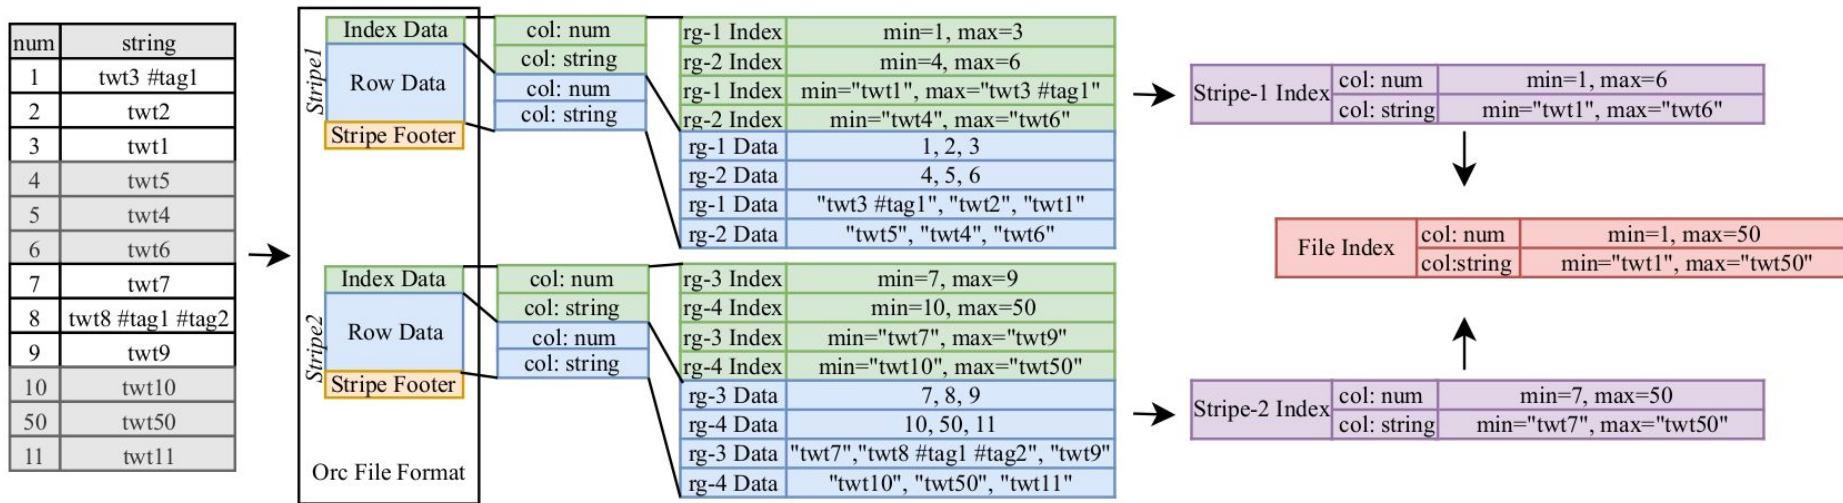 num string
1 twt3 #tag1
2 twt2
3 twt1
4 twt5
5 twt4
6 twt6
7 twt7
8 twt8 #tag1 #tag2
9 twt9
10 twt10
50 twt50
11 twt11
Stripe1
Index Data
Row Data
Stripe Footer
Stripe2
Index Data
Row Data
Stripe Footer
Orc File Format
col: num
col: string
col: num
col: string
col: num
col: string
col: num
col: string
rg-1 Index min=1, max=3
rg-2 Index min=4, max=6
rg-1 Index min="twt1", max="twt3 #tag1"
rg-2 Index min="twt4", max="twt6"
rg-1 Data 1, 2, 3
rg-2 Data 4, 5, 6
rg-1 Data "twt3 #tag1", "twt2", "twt1"
rg-2 Data "twt5", "twt4", "twt6"
rg-3 Index min=7, max=9
rg-4 Index min=10, max=50
rg-3 Index min="twt7", max="twt9"
rg-4 Index min="twt10", max="twt50"
rg-3 Data 7, 8, 9
rg-4 Data 10, 50, 11
rg-3 Data "twt7","twt8 #tag1 #tag2", "twt9"
rg-4 Data "twt10", "twt50", "twt11"
Stripe-1 Index
col: num min=1, max=6
col: string min="twt1", max="twt6"
File Index
col: num min=1, max=50
col:string min="twt1", max="twt50"
Stripe-2 Index
col: num min=7, max=50
col: string min="twt7", max="twt50"